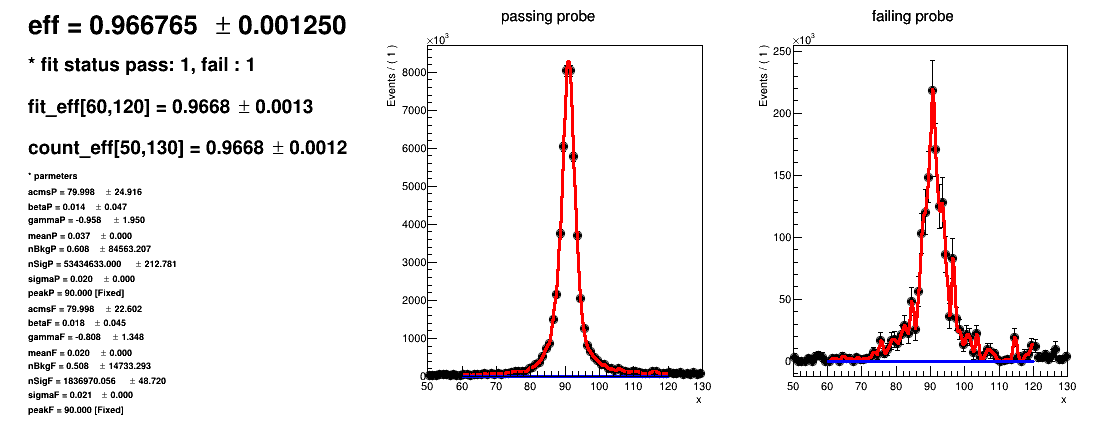 eff = 0.966765 ± 0.001250
* fit status pass: 1, fail : 1
fit_eff[60,120] = 0.9668 ± 0.0013
count_eff[50,130] = 0.9668 ± 0.0012
* parmeters
acmsP = 79.998 ± 24.916
betaP = 0.014 ± 0.047
gammaP = -0.958 ± 1.950
meanP = 0.037 ± 0.000
nBkgP = 0.608 ± 84563.207
nSigP = 53434633.000 ± 212.781
sigmaP = 0.020 ± 0.000
peakP = 90.000 [Fixed]
acmsF = 79.998 ± 22.602
betaF = 0.018 ± 0.045
gammaF = -0.808 ± 1.348
meanF = 0.020 ± 0.000
nBkgF = 0.508 ± 14733.293
nSigF = 1836970.056 ± 48.720
sigmaF = 0.021 ± 0.000
peakF = 90.000 [Fixed]
passing probe
×10³
Events / ( 1 )
8000
7000
6000
5000
4000
3000
2000
1000
0
50 60 70 80 90 100 110 120 130
x
failing probe
×10³
Events / ( 1 )
250
200
150
100
50
0
50 60 70 80 90 100 110 120 130
x